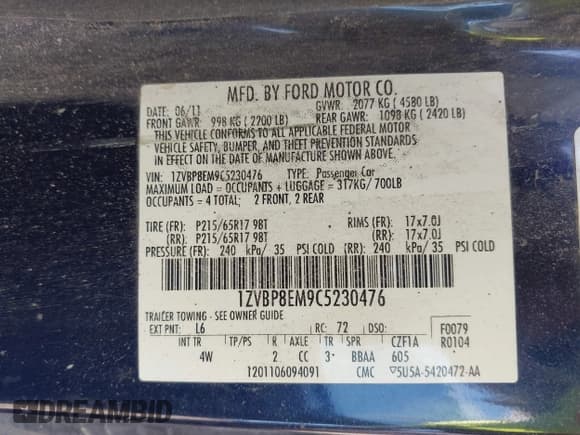 MFD. BY FORD MOTOR CO.
DATE: 06/11 GVWR: 2077 KG ( 4580 LB)
FRONT GAWR: 998 KG ( 2200 LB) REAR GAWR: 1098 KG ( 2420 LB)
THIS VEHICLE CONFORMS TO ALL APPLICABLE FEDERAL MOTOR
VEHICLE SAFETY, BUMPER, AND THEFT PREVENTION STANDARDS
IN EFFECT ON THE DATE OF MANUFACTURE SHOWN ABOVE.
VIN: 1ZVBP8EM9C5230476 TYPE: Passenger Car
MAXIMUM LOAD = OCCUPANTS + LUGGAGE = 317KG/ 700LB
OCCUPANTS = 4 TOTAL; 2 FRONT, 2 REAR
TIRE (FR): P215/65R17 98T RIMS (FR): 17x7.0J
(RR): P215/65R17 98T (RR): 17x7.0J
PRESSURE (FR): 240 kPa/ 35 PSI COLD (RR): 240 kPa/ 35 PSI COLD
1ZVBP8EM9C5230476
TRAILER TOWING - SEE OWNER GUIDE
EXT PNT: L6 RC: 72 DSO: F0079
INT TR TP/PS R AXLE TR SPR CZF1A R0104
4W 2 CC 3 BBAA 605
1201106094091 CMC 5U5A-5420472-AA
DREAMBID